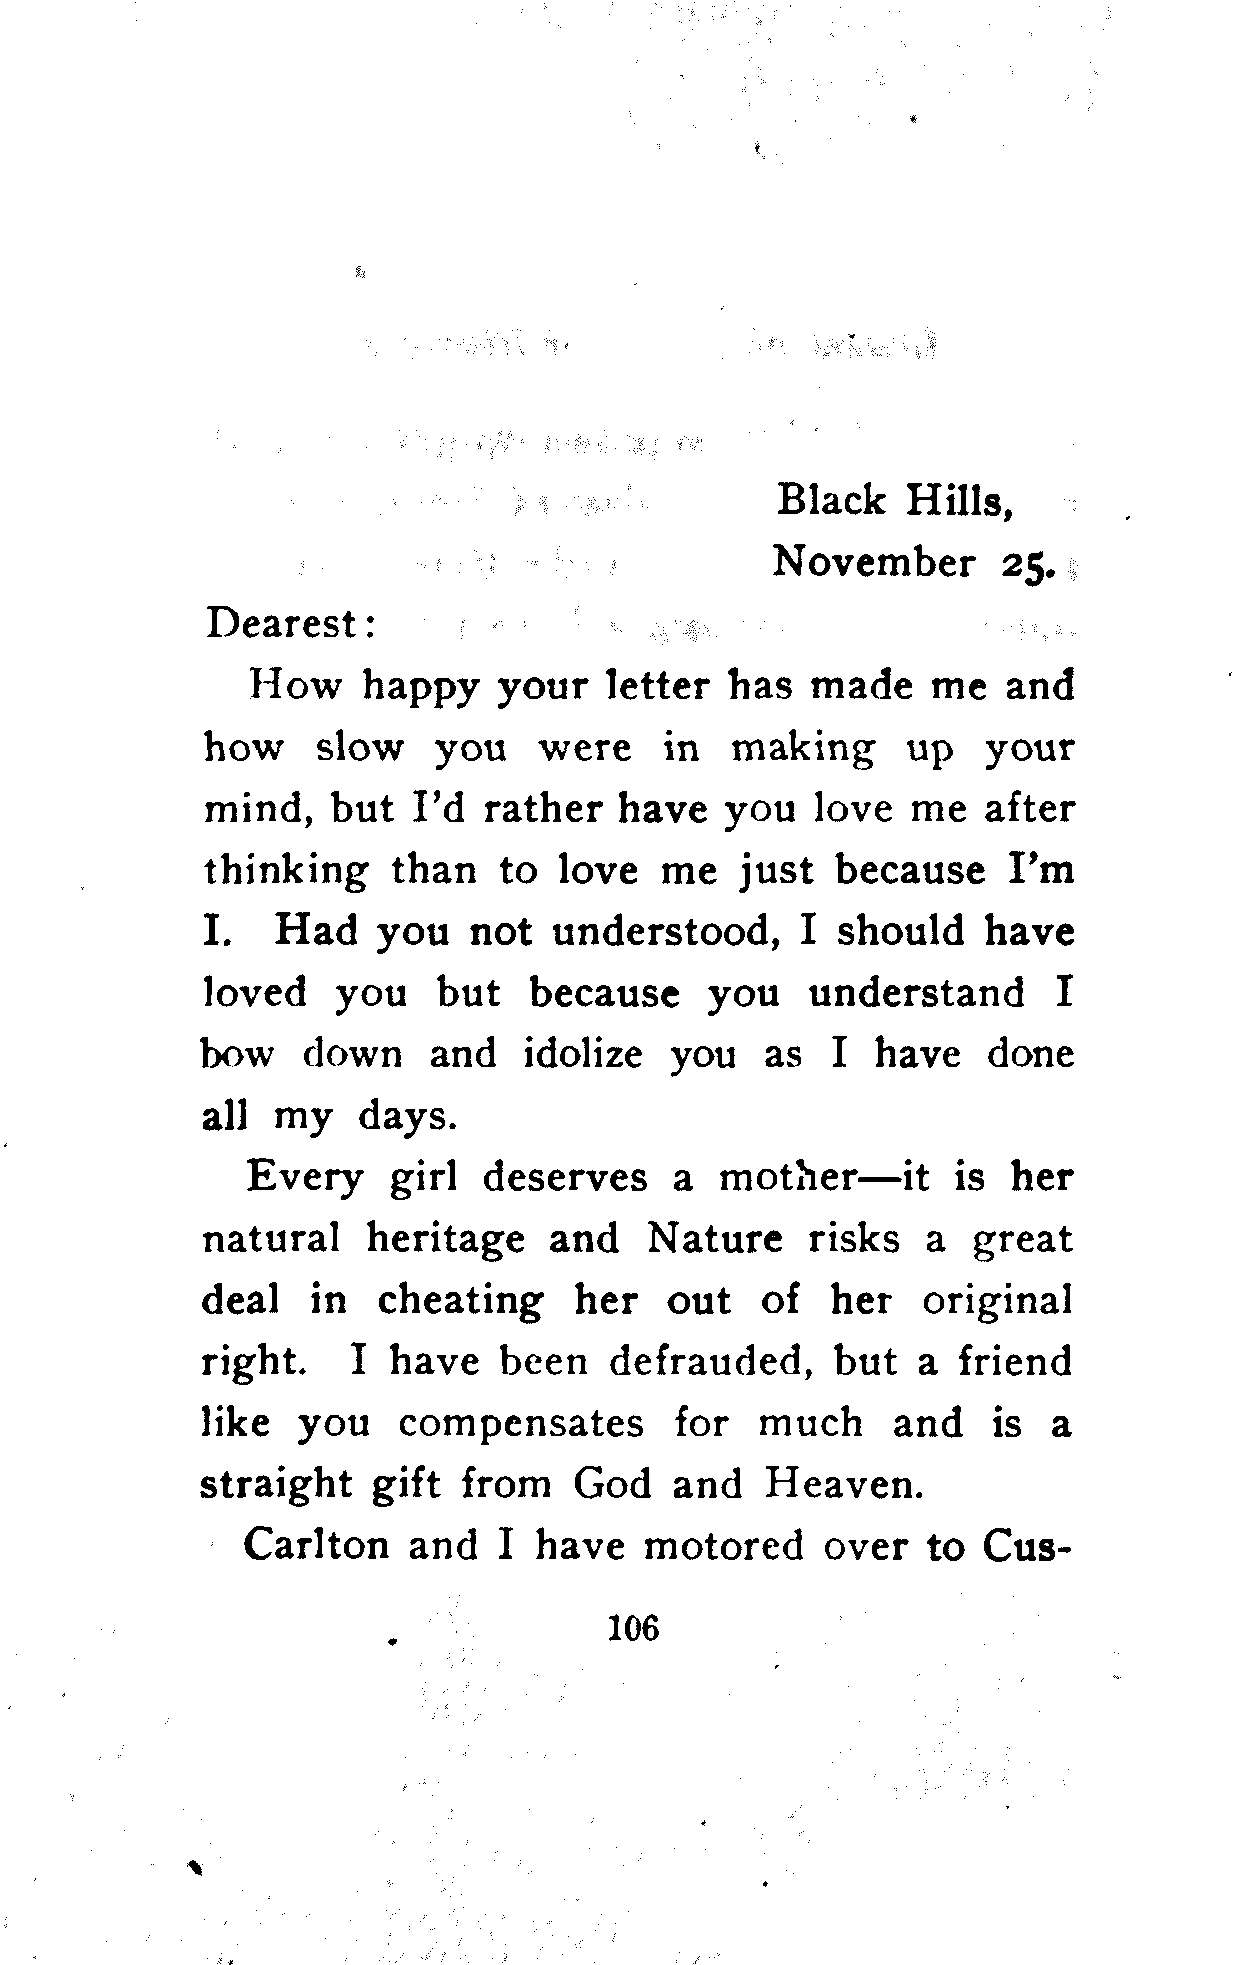 Black Hills,
November 25.
Dearest:
How happy your letter has made me and
how slow you were in making up your
mind, but I'd rather have you love me after
thinking than to love me just because I'm
I. Had you not understood, I should have
loved you but because you understand I
bow down and idolize you as I have done
all my days.
Every girl deserves a mother—it is her
natural heritage and Nature risks a great
deal in cheating her out of her original
right. I have been defrauded, but a friend
like you compensates for much and is a
straight gift from God and Heaven.
Carlton and I have motored over to Cus-
106